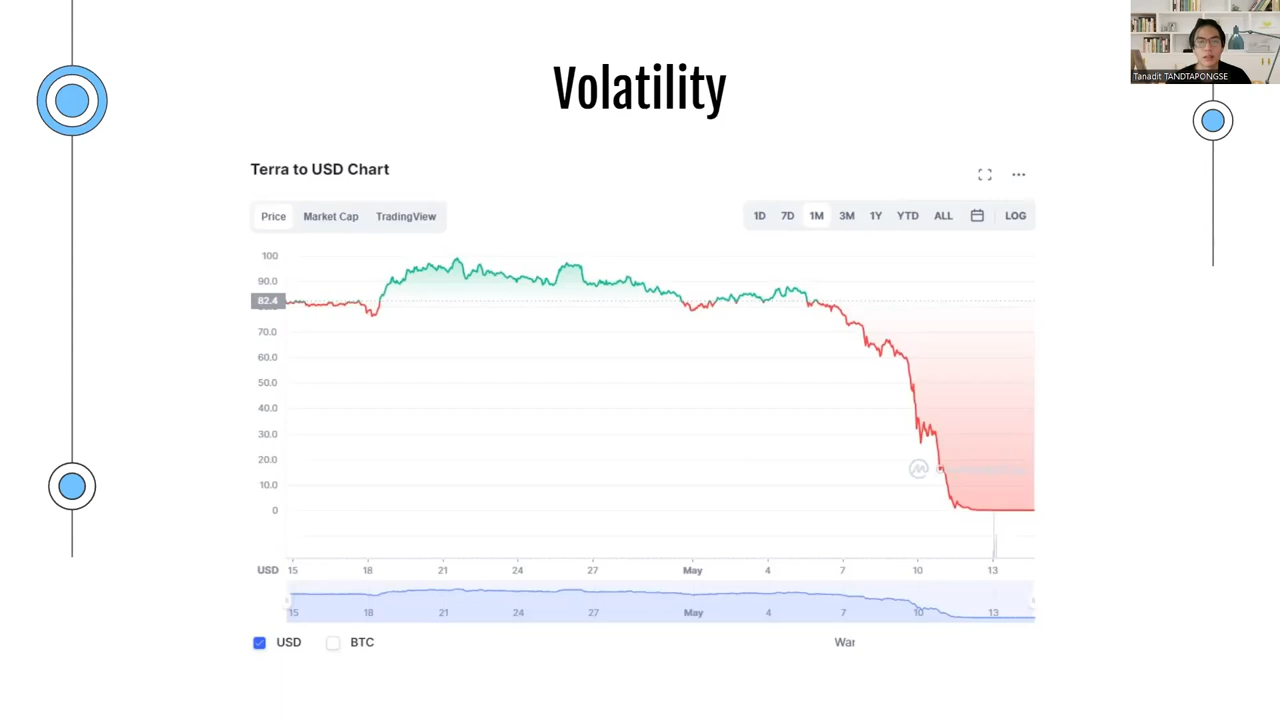 Volatility
Tanadit TANDTAPONGSE
Terra to USD Chart
Price Market Cap TradingView
1D 7D 1M 3M 1Y YTD ALL LOG
100
90.0
82.4
70.0
60.0
50.0
40.0
30.0
20.0
10.0
0
USD 15 18 21 24 27 May 4 7 10 13
15 18 21 24 27 May 4 7 10 13
USD BTC War